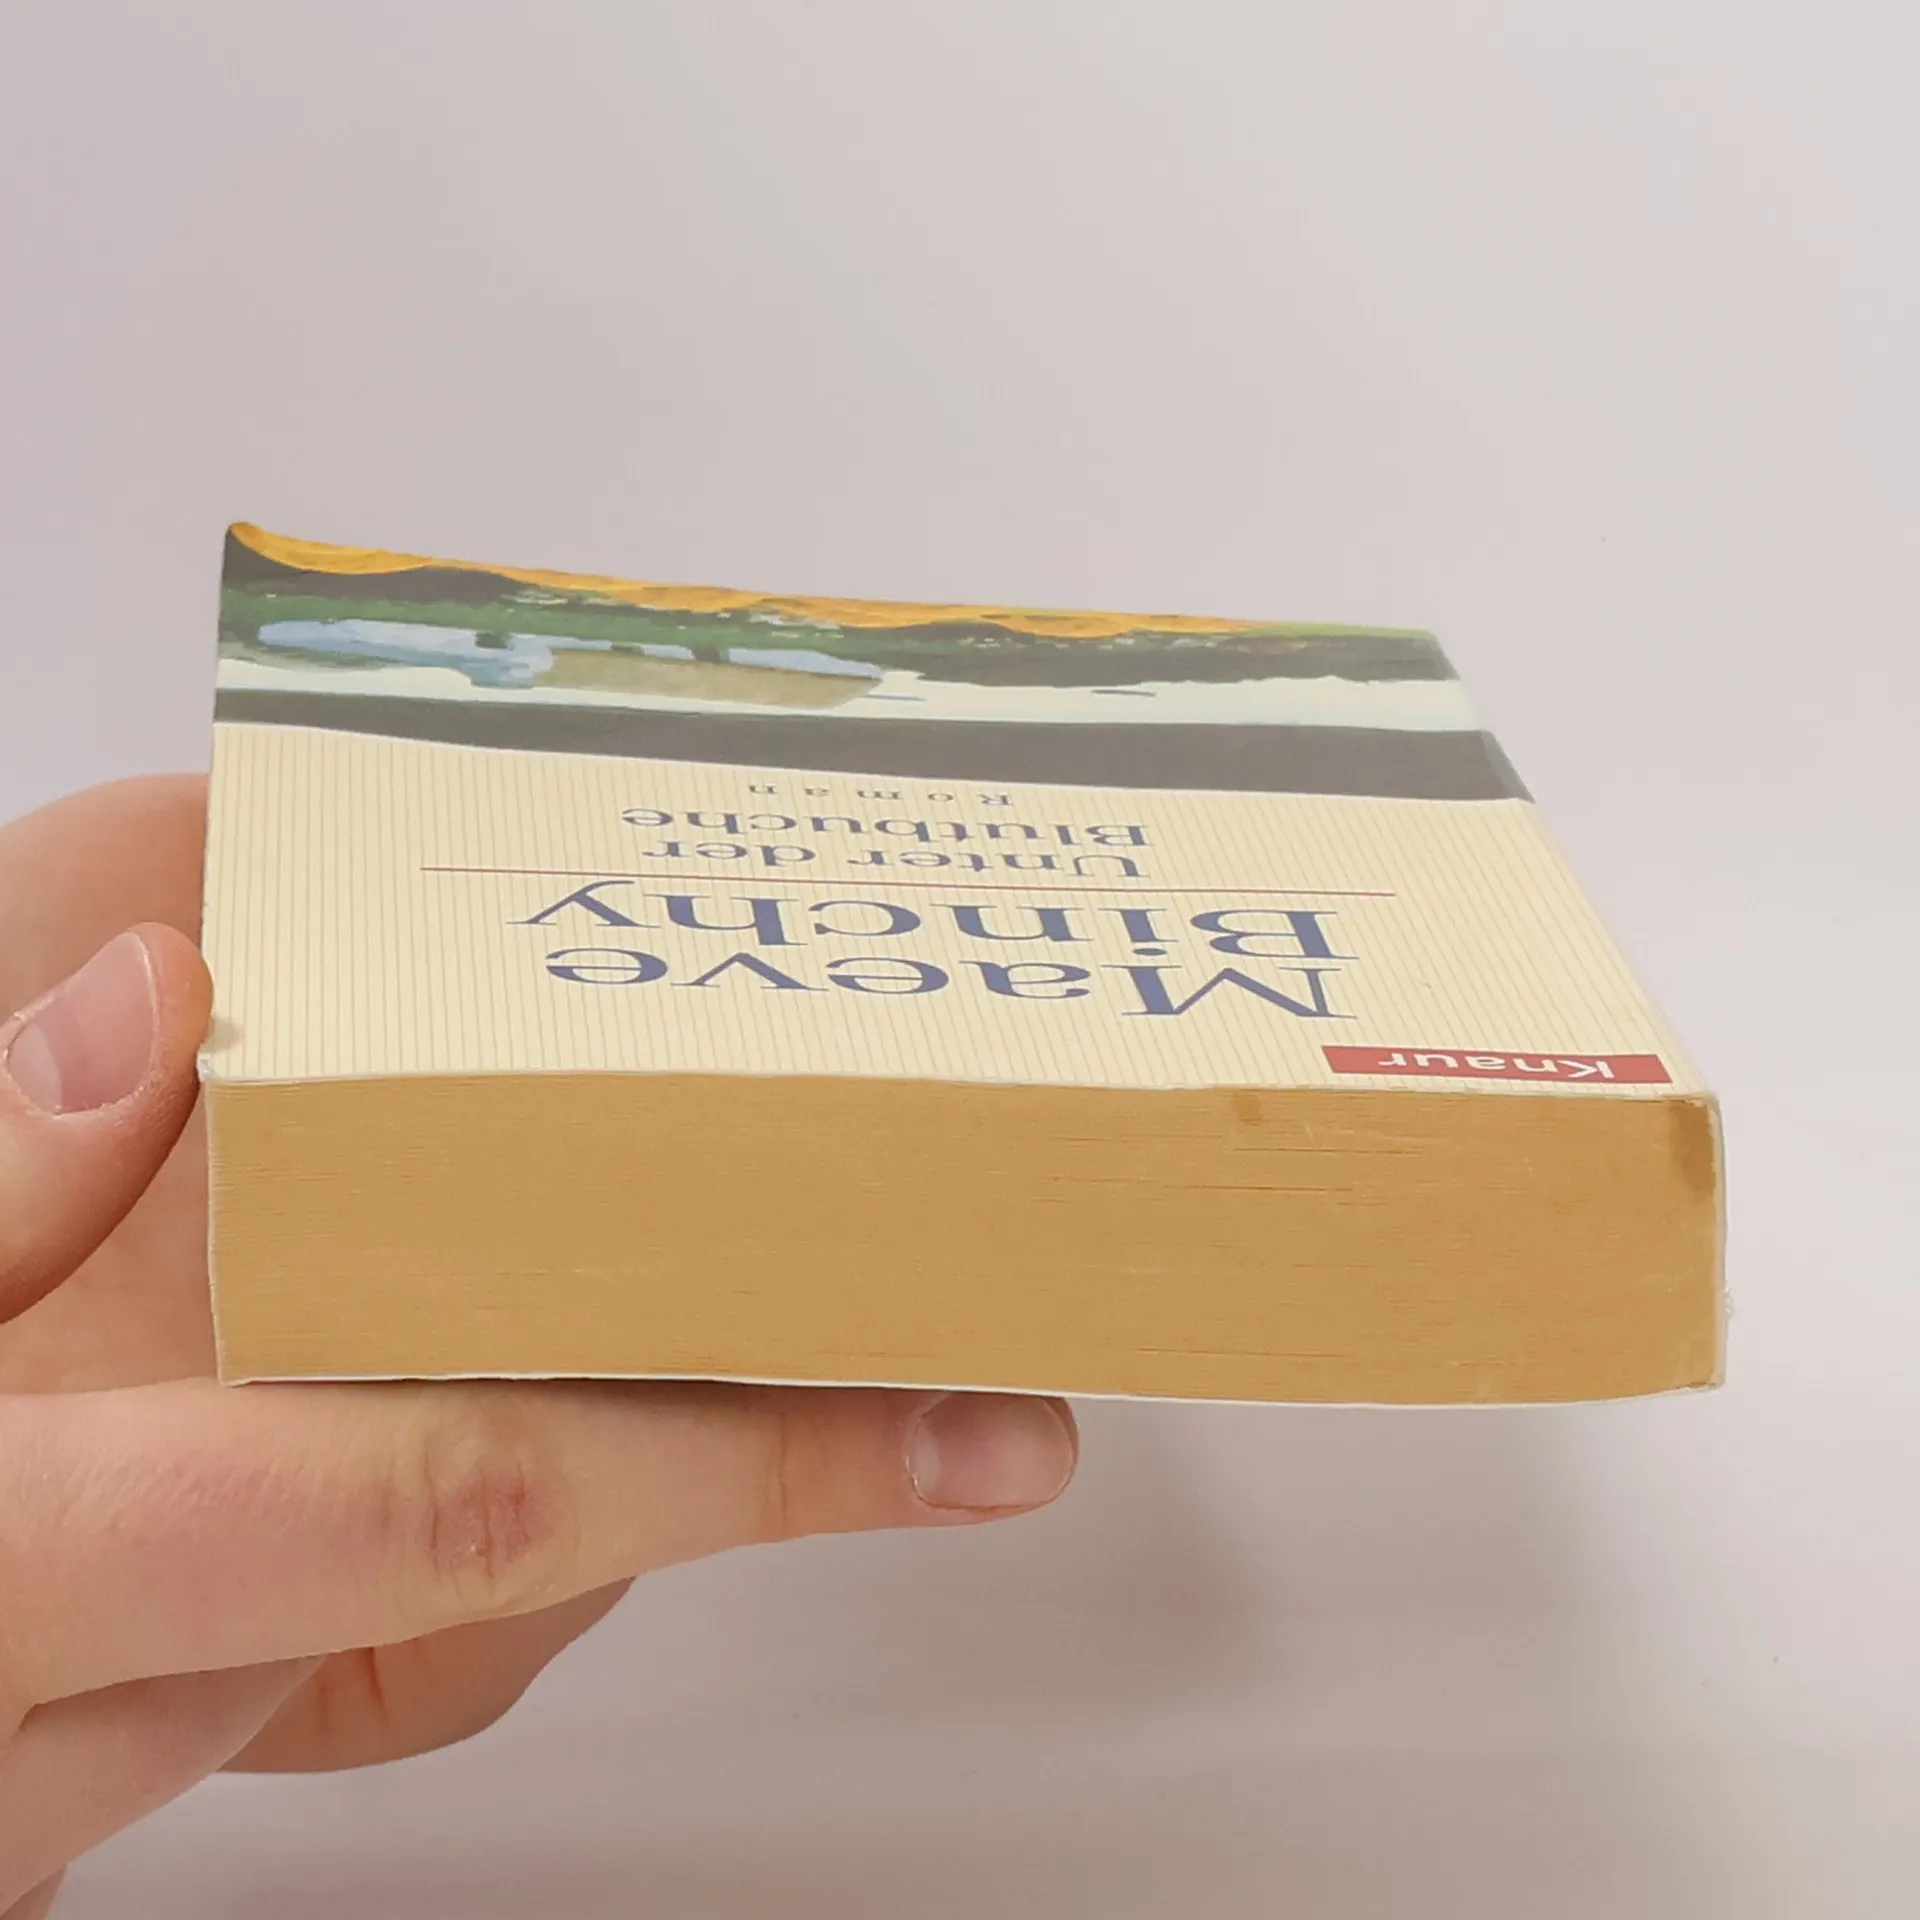 Knaur
Maeve
Binchy
Unter der
Blutbuche
Roman